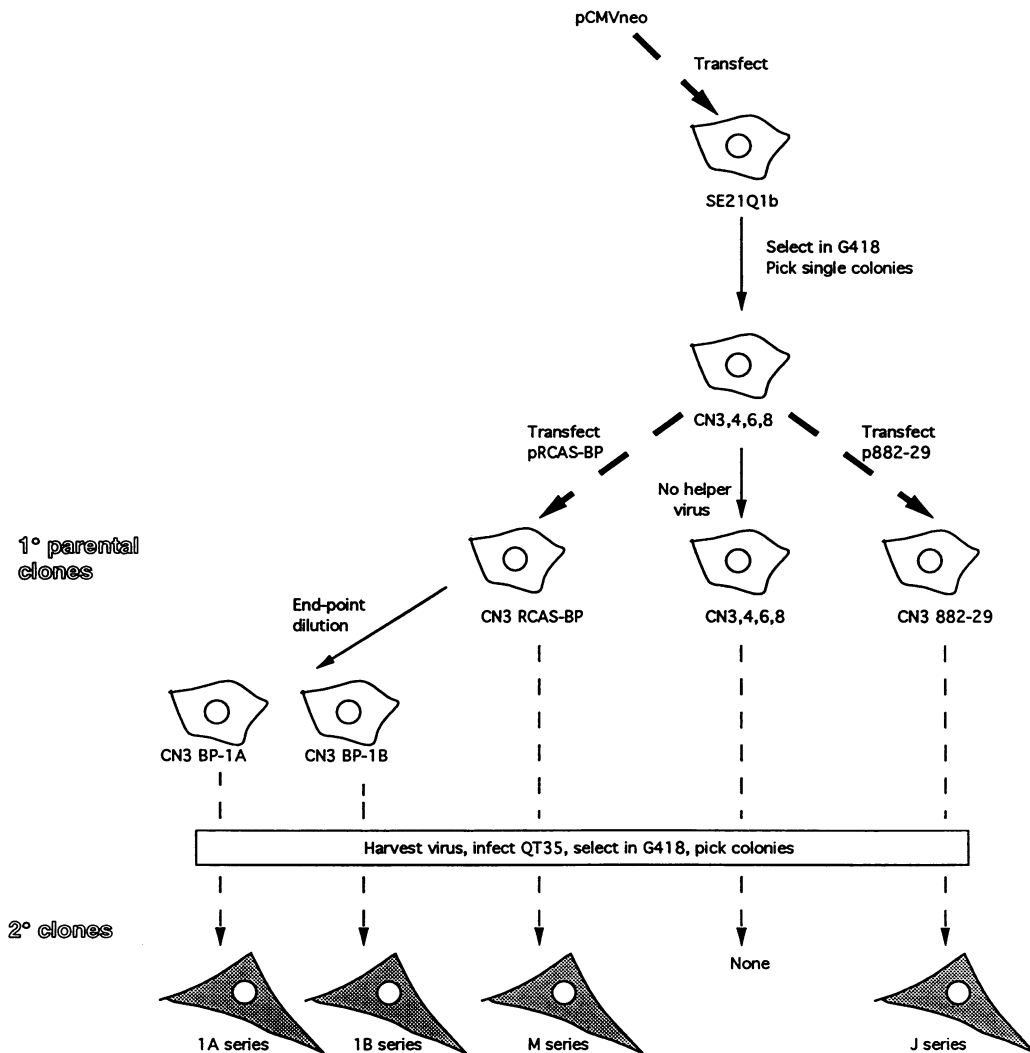 pCMVneo
Transfect
SE21Q1b
Select in G418
Pick single colonies
CN3,4,6,8
Transfect
pRCAS-BP
No helper
virus
Transfect
p882-29
1° parental
clones
CN3 RCAS-BP
CN3,4,6,8
CN3 882-29
End-point
dilution
CN3 BP-1A
CN3 BP-1B
Harvest virus, infect QT35, select in G418, pick colonies
2° clones
None
1A series
1B series
M series
J series